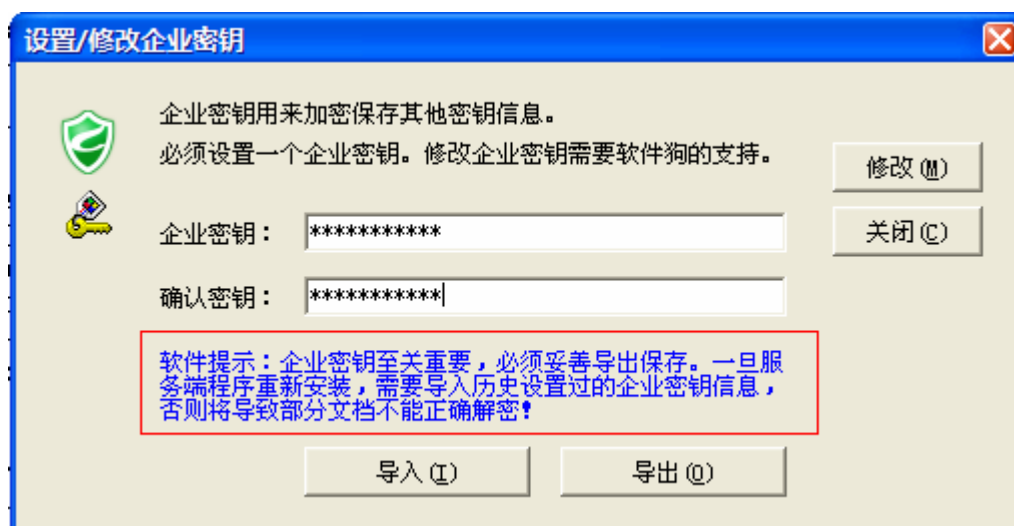 设置/修改企业密钥
企业密钥用来加密保存其他密钥信息。
必须设置一个企业密钥。修改企业密钥需要软件狗的支持。
修改(M)
企业密钥：
***********
关闭(C)
确认密钥：
***********
软件提示：企业密钥至关重要，必须妥善导出保存。一旦服
务端程序重新安装，需要导入历史设置过的企业密钥信息，
否则将导致部分文档不能正确解密！
导入(I)
导出(O)